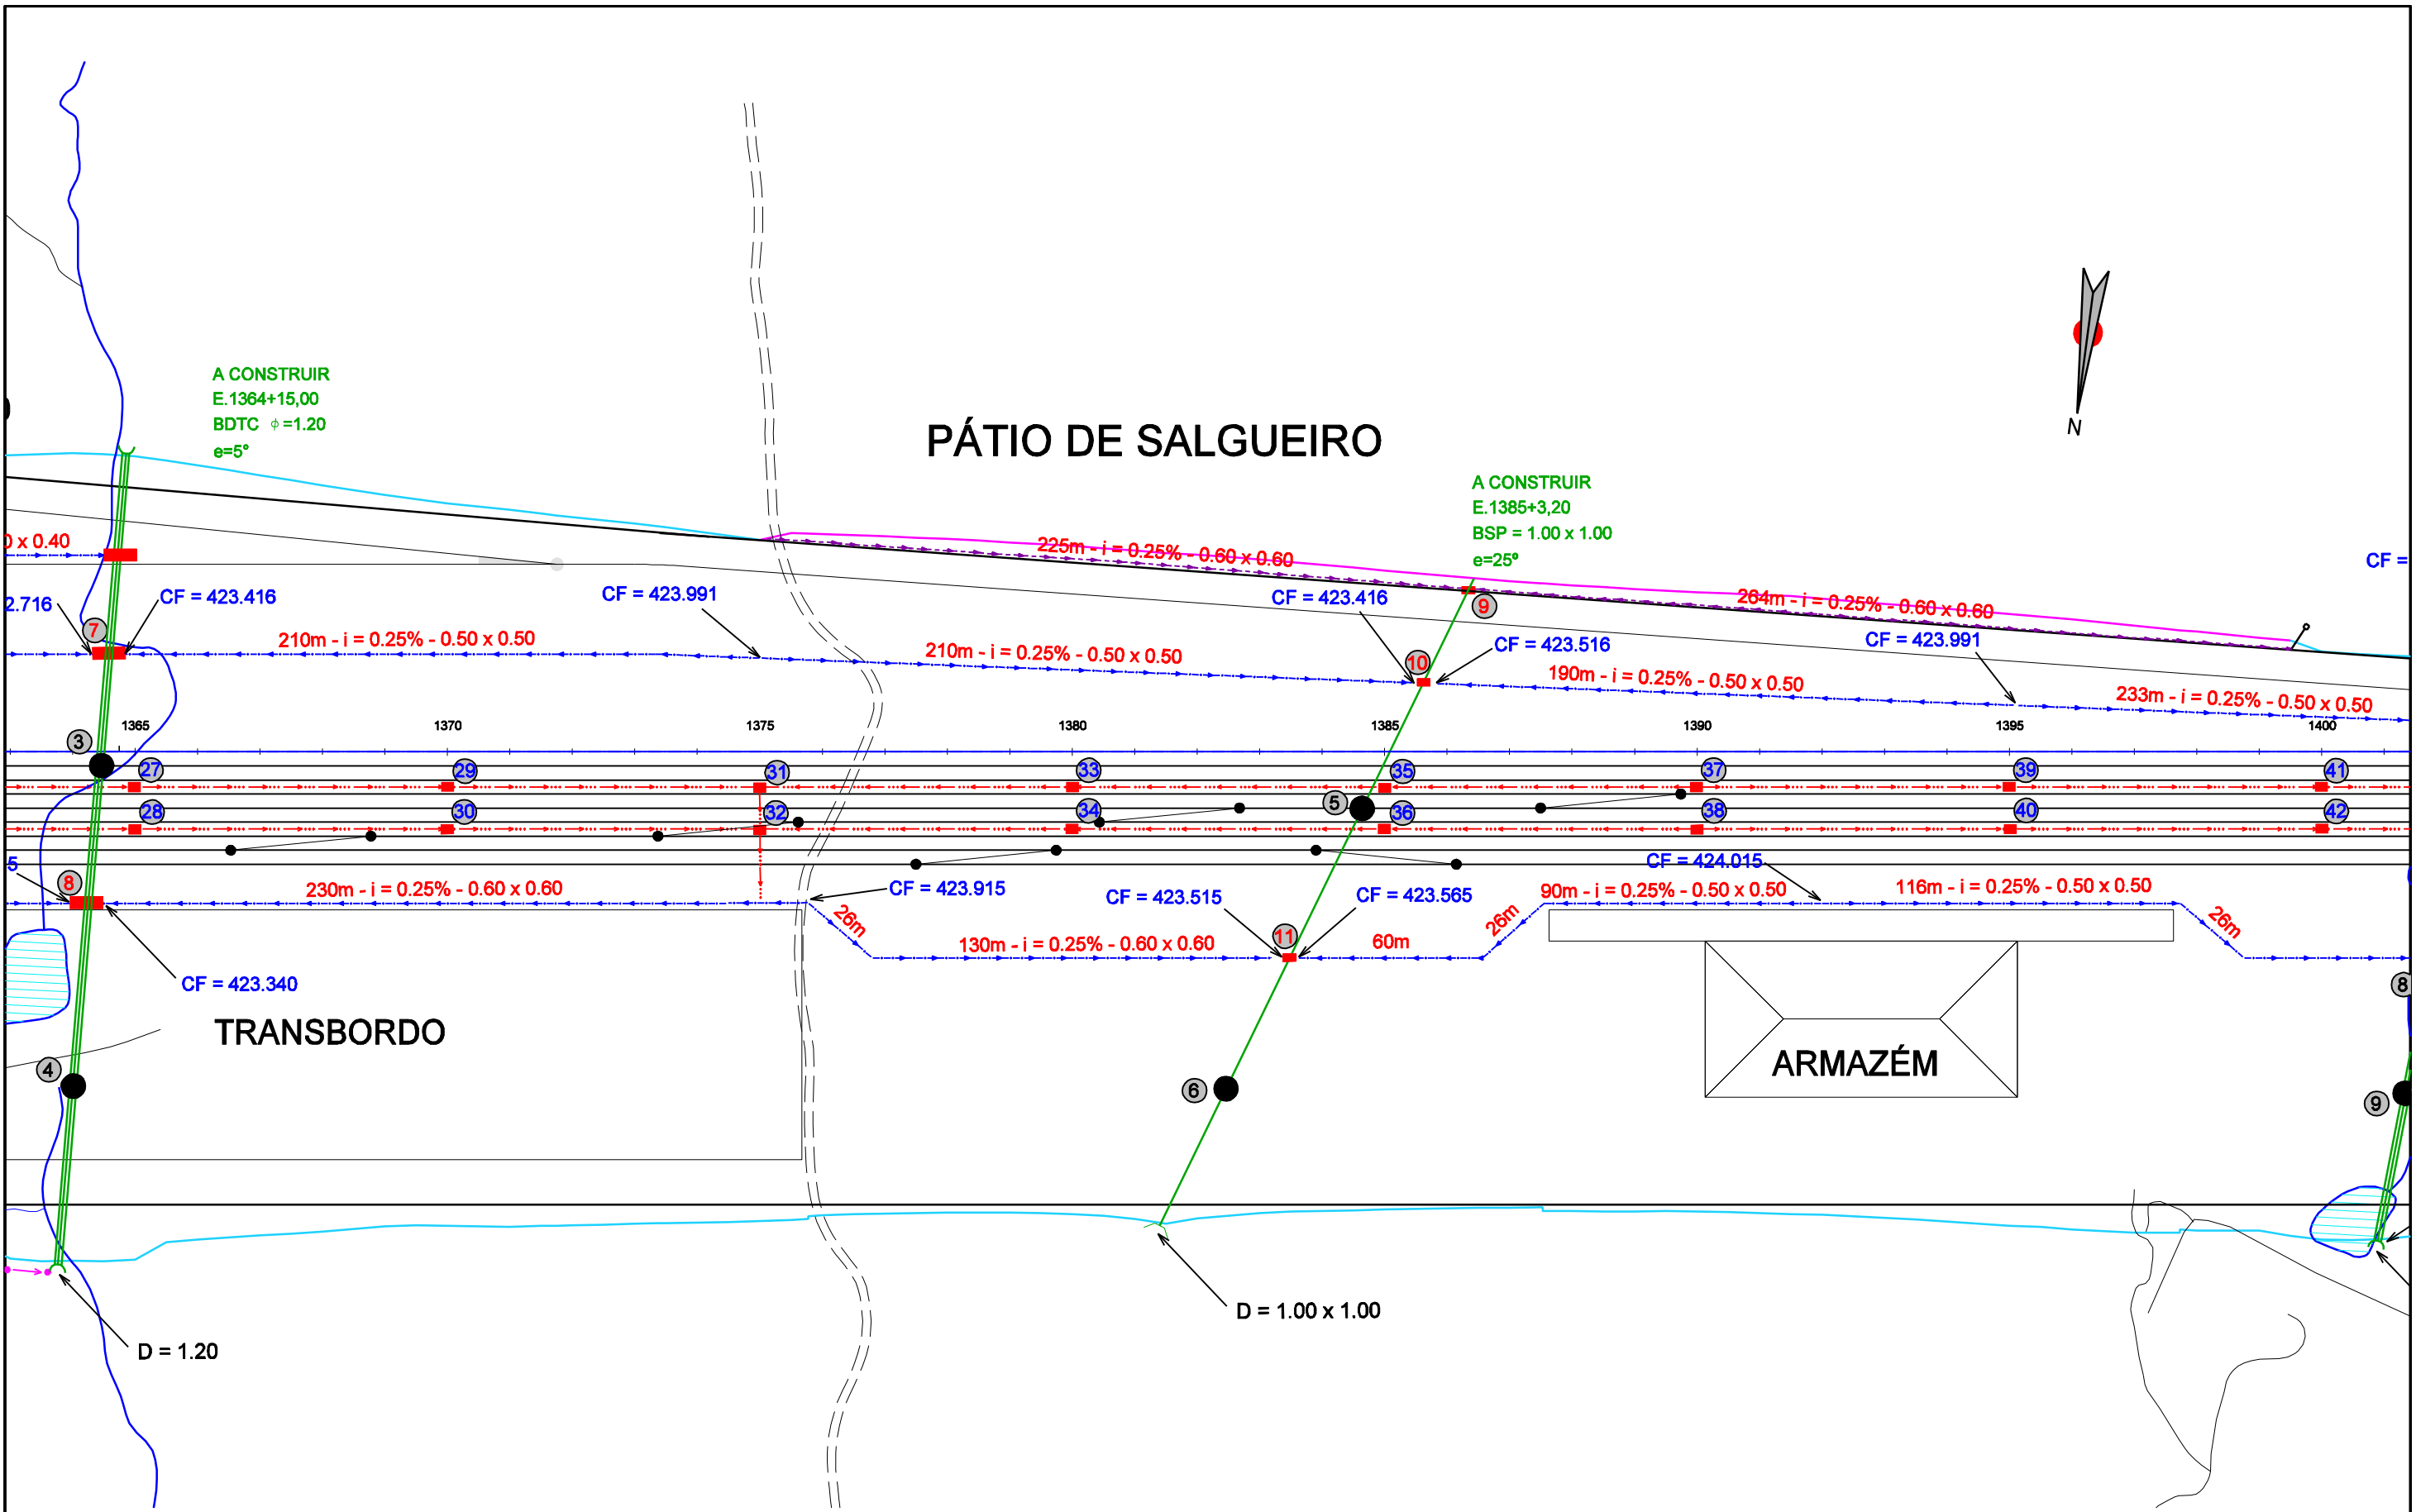 A CONSTRUIR
E.1364+15,00
BDTC ϕ =1.20
e=5°
PÁTIO DE SALGUEIRO
N
A CONSTRUIR
E.1385+3,20
BSP = 1.00 x 1.00
e=25°
0 x 0.40
225m - i = 0.25% - 0.60 x 0.60
CF =
2.716
CF = 423.416
CF = 423.991
CF = 423.416
9
264m - i = 0.25% - 0.60 x 0.60
7
210m - i = 0.25% - 0.50 x 0.50
210m - i = 0.25% - 0.50 x 0.50
10
CF = 423.516
CF = 423.991
190m - i = 0.25% - 0.50 x 0.50
233m - i = 0.25% - 0.50 x 0.50
1365
1370
1375
1380
1385
1390
1395
1400
3
27
29
31
33
35
37
39
41
5
28
30
32
34
36
38
40
42
5
8
230m - i = 0.25% - 0.60 x 0.60
CF = 423.915
CF = 423.515
CF = 423.565
CF = 424.015
90m - i = 0.25% - 0.50 x 0.50
116m - i = 0.25% - 0.50 x 0.50
26m
26m
26m
11
130m - i = 0.25% - 0.60 x 0.60
60m
CF = 423.340
8
TRANSBORDO
ARMAZÉM
4
6
9
D = 1.00 x 1.00
D = 1.20